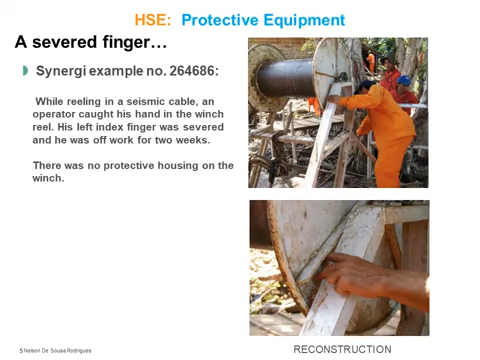 HSE: Protective Equipment
A severed finger…
Synergi example no. 264686:
While reeling in a seismic cable, an
operator caught his hand in the winch
reel. His left index finger was severed
and he was off work for two weeks.
There was no protective housing on the
winch.
5 Nelson De Sousa Rodrigues
RECONSTRUCTION